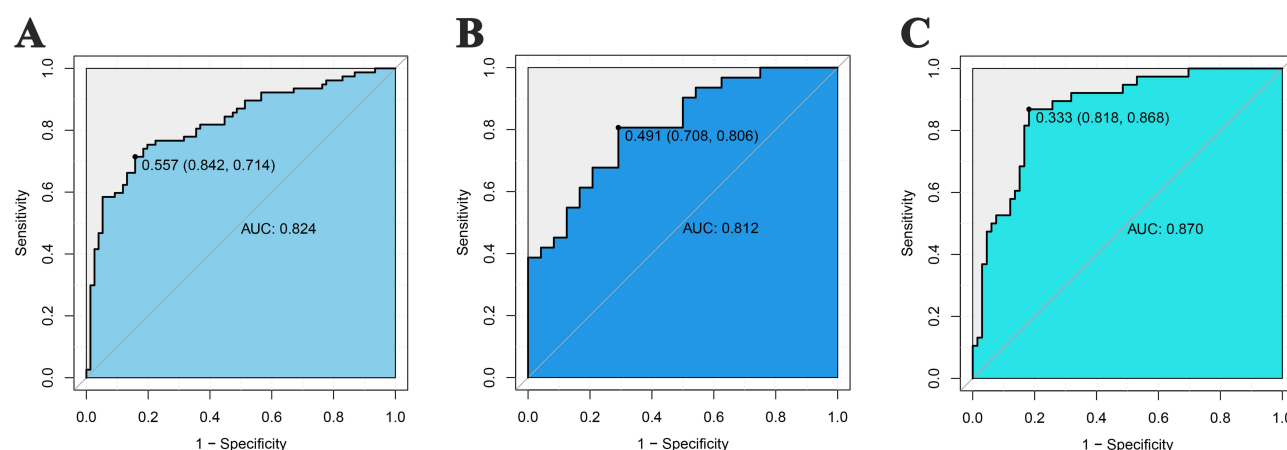 A
1.0
0.8
0.6
0.4
0.2
0.0
Sensitivity
0.557 (0.842, 0.714)
AUC: 0.824
0.0 0.2 0.4 0.6 0.8 1.0
1 − Specificity
B
1.0
0.8
0.6
0.4
0.2
0.0
Sensitivity
0.491 (0.708, 0.806)
AUC: 0.812
0.0 0.2 0.4 0.6 0.8 1.0
1 − Specificity
C
1.0
0.8
0.6
0.4
0.2
0.0
Sensitivity
0.333 (0.818, 0.868)
AUC: 0.870
0.0 0.2 0.4 0.6 0.8 1.0
1 − Specificity